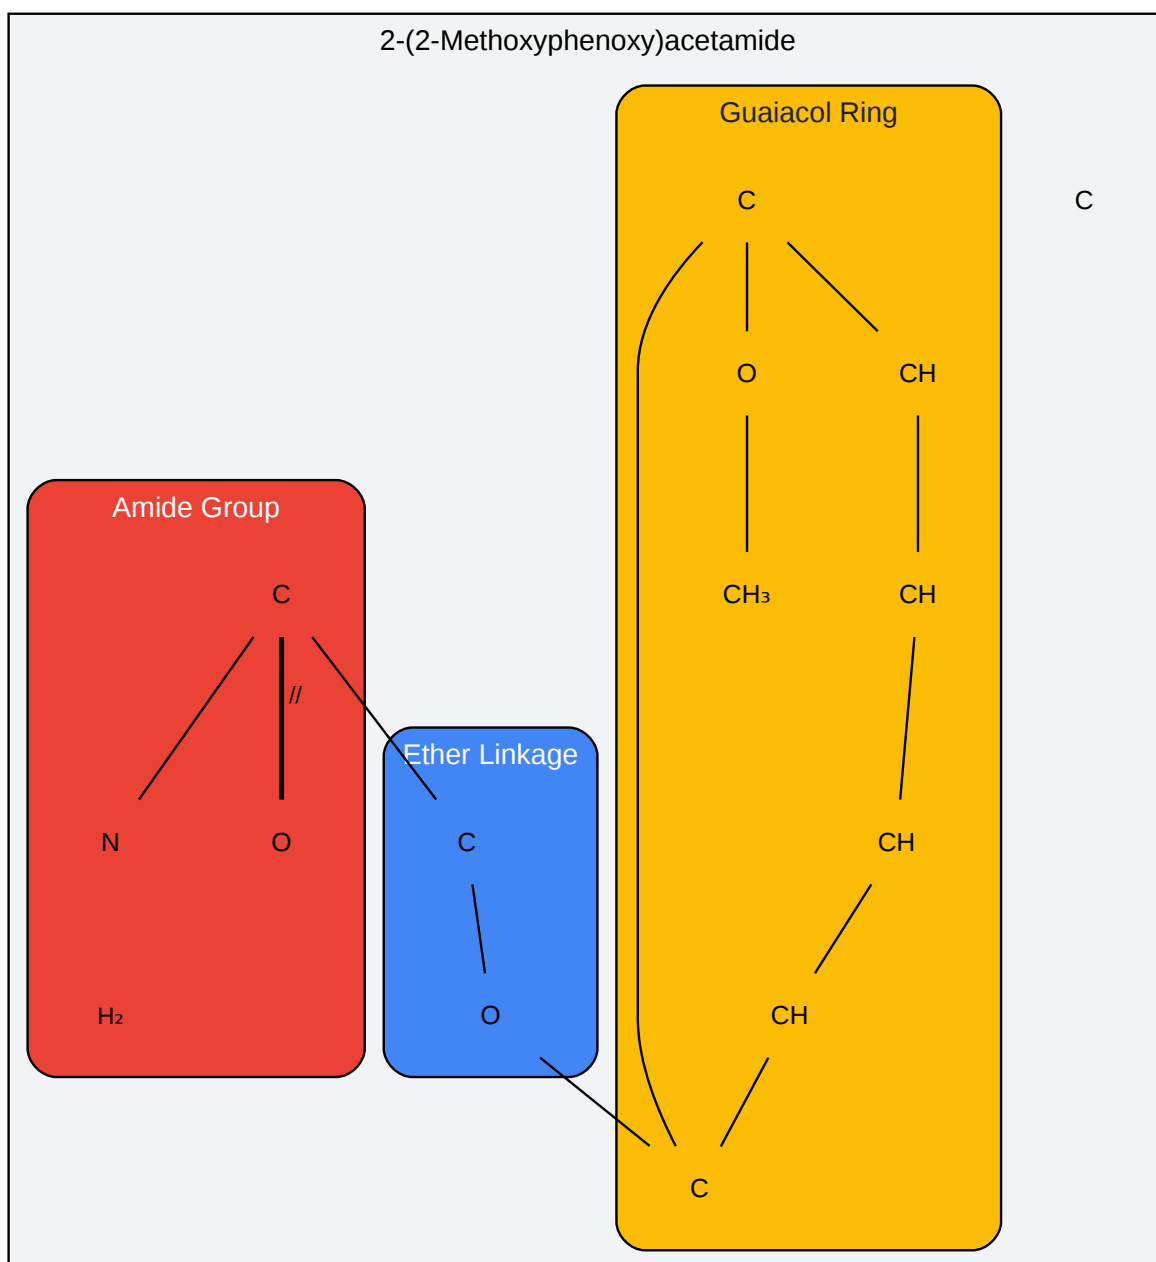 2-(2-Methoxyphenoxy)acetamide
Guaiacol Ring
C
C
O
CH
Amide Group
C
CH₃
CH
//
Ether Linkage
N
O
C
CH
H₂
O
CH
C